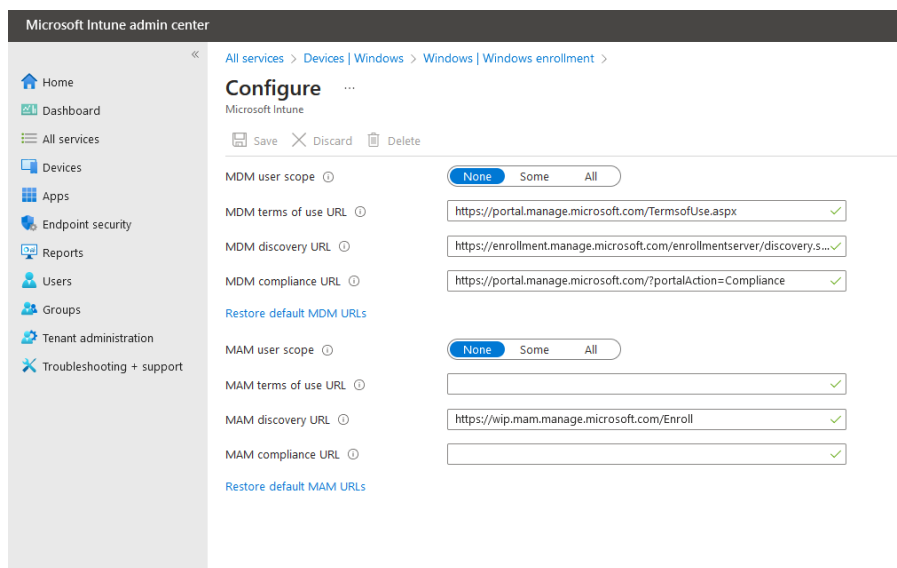 Microsoft Intune admin center
«
Home
Dashboard
All services
Devices
Apps
Endpoint security
Reports
Users
Groups
Tenant administration
Troubleshooting + support
All services > Devices | Windows > Windows | Windows enrollment >
Configure ...
Microsoft Intune
Save Discard Delete
MDM user scope None Some All
MDM terms of use URL https://portal.manage.microsoft.com/TermsofUse.aspx
MDM discovery URL https://enrollment.manage.microsoft.com/enrollmentserver/discovery.s...
MDM compliance URL https://portal.manage.microsoft.com/?portalAction=Compliance
Restore default MDM URLs
MAM user scope None Some All
MAM terms of use URL
MAM discovery URL https://wip.mam.manage.microsoft.com/Enroll
MAM compliance URL
Restore default MAM URLs